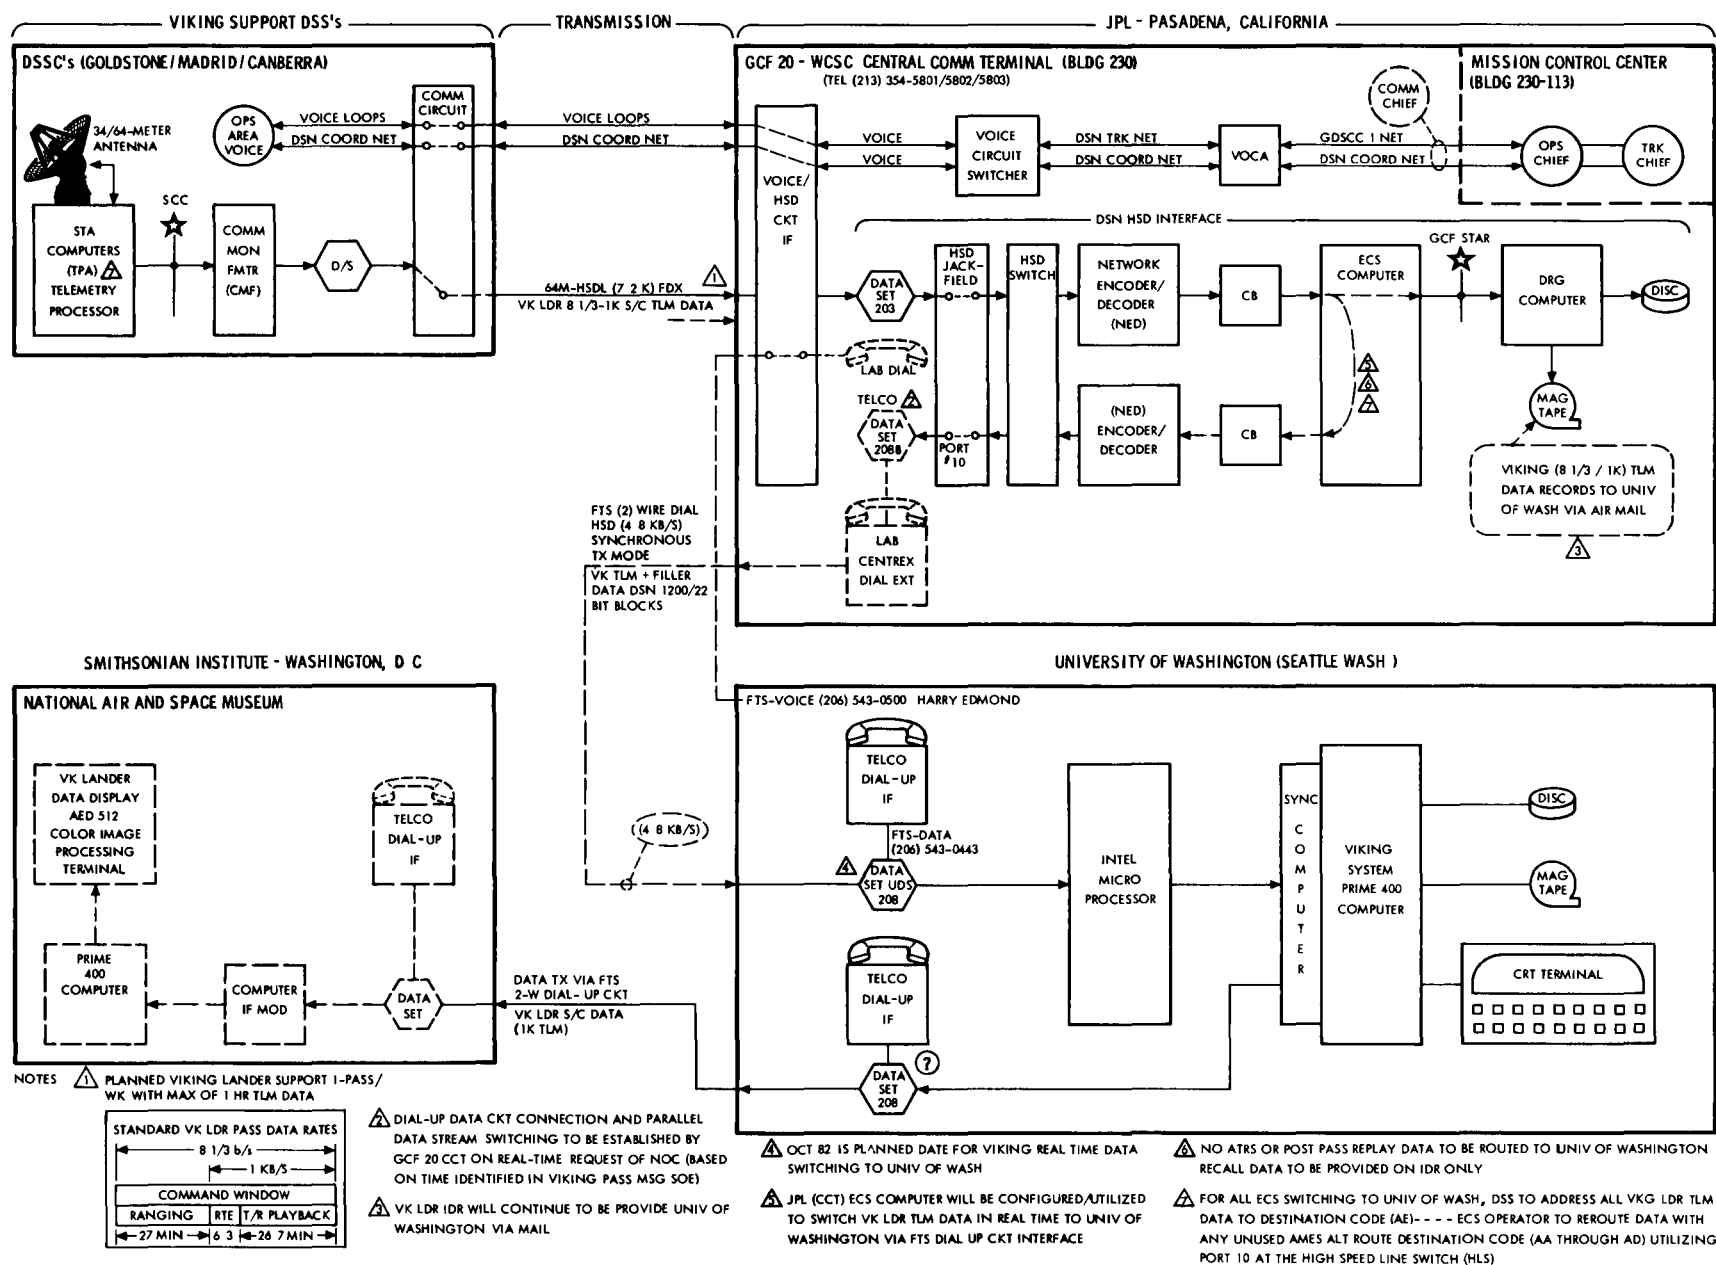 VIKING SUPPORT DSS's
TRANSMISSION
JPL - PASADENA, CALIFORNIA
DSSC's (GOLDSTONE/MADRID/CANBERRA)
34/64-METER
ANTENNA
OPS
AREA
VOICE
VOICE LOOPS
DSN COORD NET
COMM
CIRCUIT
VOICE LOOPS
DSN COORD NET
STA
COMPUTERS
(TPA) 7
TELEMETRY
PROCESSOR
SCC
COMM
MON
FMTR
(CMF)
D/S
1
64M-HSDL (7 2 K) FDX
VK LDR 8 1/3-1K S/C TLM DATA
GCF 20 - WCSC CENTRAL COMM TERMINAL (BLDG 230)
(TEL (213) 354-5801/5802/5803)
COMM
CHIEF
MISSION CONTROL CENTER
(BLDG 230-113)
VOICE/
HSD
CKT
IF
VOICE
VOICE
VOICE
CIRCUIT
SWITCHER
DSN TRK NET
DSN COORD NET
VOCA
GDSCC 1 NET
DSN COORD NET
OPS
CHIEF
TRK
CHIEF
DSN HSD INTERFACE
DATA
SET
203
HSD
JACK-
FIELD
HSD
SWITCH
NETWORK
ENCODER/
DECODER
(NED)
CB
ECS
COMPUTER
GCF STAR
DRG
COMPUTER
DISC
LAB DIAL
5
6
7
TELCO 2
DATA
SET
208B
PORT
#10
(NED)
ENCODER/
DECODER
CB
MAG
TAPE
VIKING (8 1/3 / 1K) TLM
DATA RECORDS TO UNIV
OF WASH VIA AIR MAIL
3
LAB
CENTREX
DIAL EXT
FTS (2) WIRE DIAL
HSD (4 8 KB/S)
SYNCHRONOUS
TX MODE
VK TLM + FILLER
DATA DSN 1200/22
BIT BLOCKS
SMITHSONIAN INSTITUTE - WASHINGTON, D C
NATIONAL AIR AND SPACE MUSEUM
VK LANDER
DATA DISPLAY
AED 512
COLOR IMAGE
PROCESSING
TERMINAL
TELCO
DIAL-UP
IF
PRIME
400
COMPUTER
COMPUTER
IF MOD
DATA
SET
DATA TX VIA FTS
2-W DIAL- UP CKT
VK LDR S/C DATA
(1K TLM)
((4 8 KB/S)
UNIVERSITY OF WASHINGTON (SEATTLE WASH )
FTS-VOICE (206) 543-0500 HARRY EDMOND
TELCO
DIAL-UP
IF
FTS-DATA
(206) 543-0443
4
DATA
SET UDS
208
INTEL
MICRO
PROCESSOR
SYNC
COMPUTER
VIKING
SYSTEM
PRIME 400
COMPUTER
DISC
MAG
TAPE
CRT TERMINAL
TELCO
DIAL-UP
IF
?
DATA
SET
208
NOTES
1 PLANNED VIKING LANDER SUPPORT 1-PASS/
WK WITH MAX OF 1 HR TLM DATA
STANDARD VK LDR PASS DATA RATES
8 1/3 b/s
1 KB/S
COMMAND WINDOW
RANGING RTE T/R PLAYBACK
27 MIN 6 3 26 7 MIN
2 DIAL-UP DATA CKT CONNECTION AND PARALLEL
DATA STREAM SWITCHING TO BE ESTABLISHED BY
GCF 20 CCT ON REAL-TIME REQUEST OF NOC (BASED
ON TIME IDENTIFIED IN VIKING PASS MSG SOE)
3 VK LDR IDR WILL CONTINUE TO BE PROVIDE UNIV OF
WASHINGTON VIA MAIL
4 OCT 82 IS PLANNED DATE FOR VIKING REAL TIME DATA
SWITCHING TO UNIV OF WASH
5 JPL (CCT) ECS COMPUTER WILL BE CONFIGURED/UTILIZED
TO SWITCH VK LDR TLM DATA IN REAL TIME TO UNIV OF
WASHINGTON VIA FTS DIAL UP CKT INTERFACE
6 NO ATRS OR POST PASS REPLAY DATA TO BE ROUTED TO UNIV OF WASHINGTON
RECALL DATA TO BE PROVIDED ON IDR ONLY
7 FOR ALL ECS SWITCHING TO UNIV OF WASH, DSS TO ADDRESS ALL VKG LDR TLM
DATA TO DESTINATION CODE (AE)- - - - ECS OPERATOR TO REROUTE DATA WITH
ANY UNUSED AMES ALT ROUTE DESTINATION CODE (AA THROUGH AD) UTILIZING
PORT 10 AT THE HIGH SPEED LINE SWITCH (HLS)